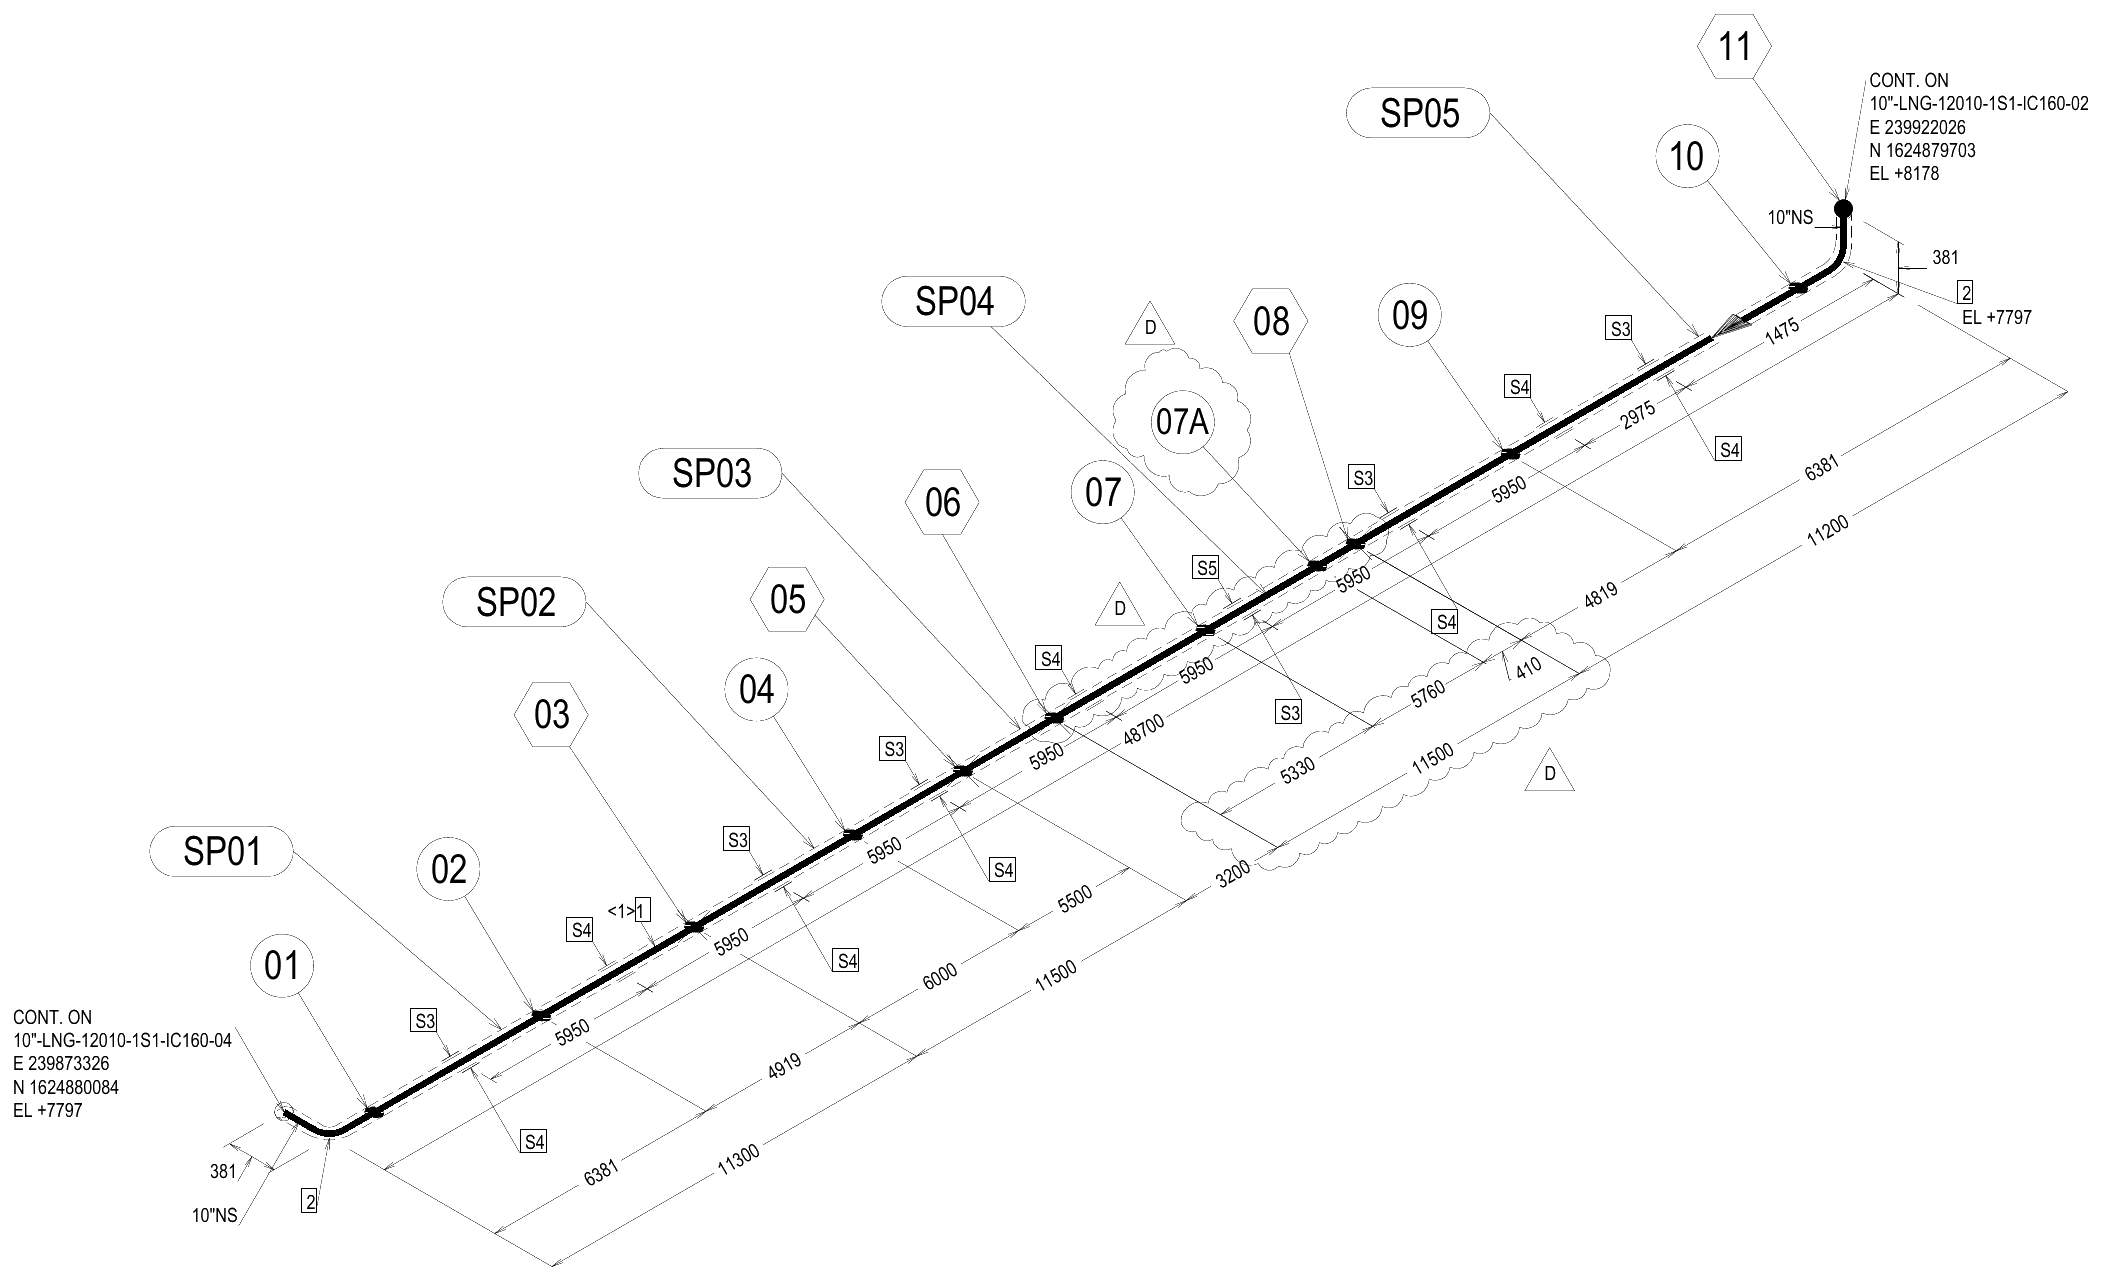 11
CONT. ON
10"-LNG-12010-1S1-IC160-02
E 239922026
N 1624879703
EL +8178
SP05
10
10"NS
381
2
EL +7797
SP04
D
08
09
S3
1475
S4
2975
S4
07A
6381
SP03
06
07
S3
5950
11200
S5
5950
4819
S4
D
SP02
05
S4
5950
410
04
S3
5760
03
48700
S3
5950
11500
D
5330
S3
S4
5950
3200
SP01
02
<1>1
5500
S4
5950
S4
6000
11500
01
S3
5950
4919
CONT. ON
10"-LNG-12010-1S1-IC160-04
E 239873326
N 1624880084
EL +7797
S4
11300
6381
381
2
10"NS